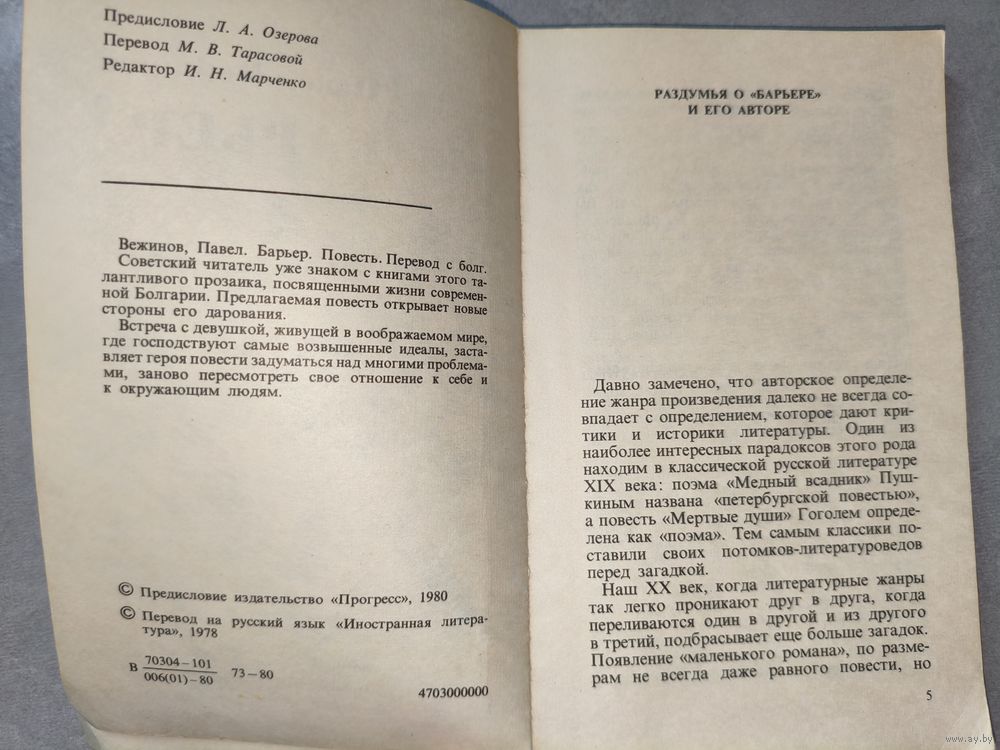 Предисловие Л. А. Озерова
Перевод М. В. Тарасовой
Редактор И. Н. Марченко
Вежинов, Павел. Барьер. Повесть. Перевод с болг.
Советский читатель уже знаком с книгами этого та-
лантливого прозаика, посвященными жизни современ-
ной Болгарии. Предлагаемая повесть открывает новые
стороны его дарования.
Встреча с девушкой, живущей в воображаемом мире,
где господствуют самые возвышенные идеалы, застав-
ляет героя повести задуматься над многими проблема-
ми, заново пересмотреть свое отношение к себе и
к окружающим людям.
© Предисловие издательство «Прогресс», 1980
© Перевод на русский язык «Иностранная литера-
тура», 1978
В 70304–101 / 006(01)–80 73–80
4703000000
РАЗДУМЬЯ О «БАРЬЕРЕ»
И ЕГО АВТОРЕ
Давно замечено, что авторское определе-
ние жанра произведения далеко не всегда со-
впадает с определением, которое дают кри-
тики и историки литературы. Один из
наиболее интересных парадоксов этого рода
находим в классической русской литературе
XIX века: поэма «Медный всадник» Пуш-
киным названа «петербургской повестью»,
а повесть «Мертвые души» Гоголем опреде-
лена как «поэма». Тем самым классики по-
ставили своих потомков-литературоведов
перед загадкой.
Наш XX век, когда литературные жанры
так легко проникают друг в друга, когда
переливаются один в другой и из другого
в третий, подбрасывает еще больше загадок.
Появление «маленького романа», по разме-
рам не всегда даже равного повести, но
5
www.ay.by